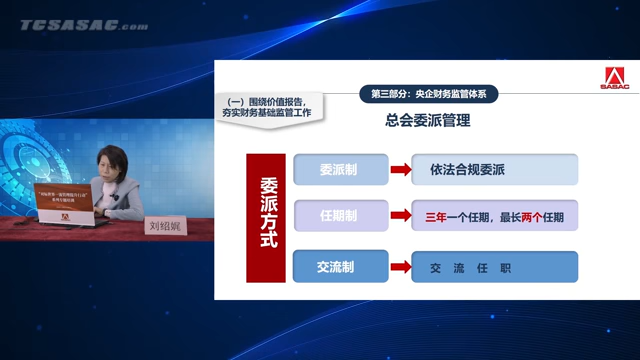 TCSASAC.com
SASAC
（一）围绕价值报告，
夯实财务基础监管工作
第三部分：央企财务监管体系
总会委派管理
委派方式
委派制
依法合规委派
任期制
三年一个任期，最长两个任期
交流制
交流任职
刘绍娓